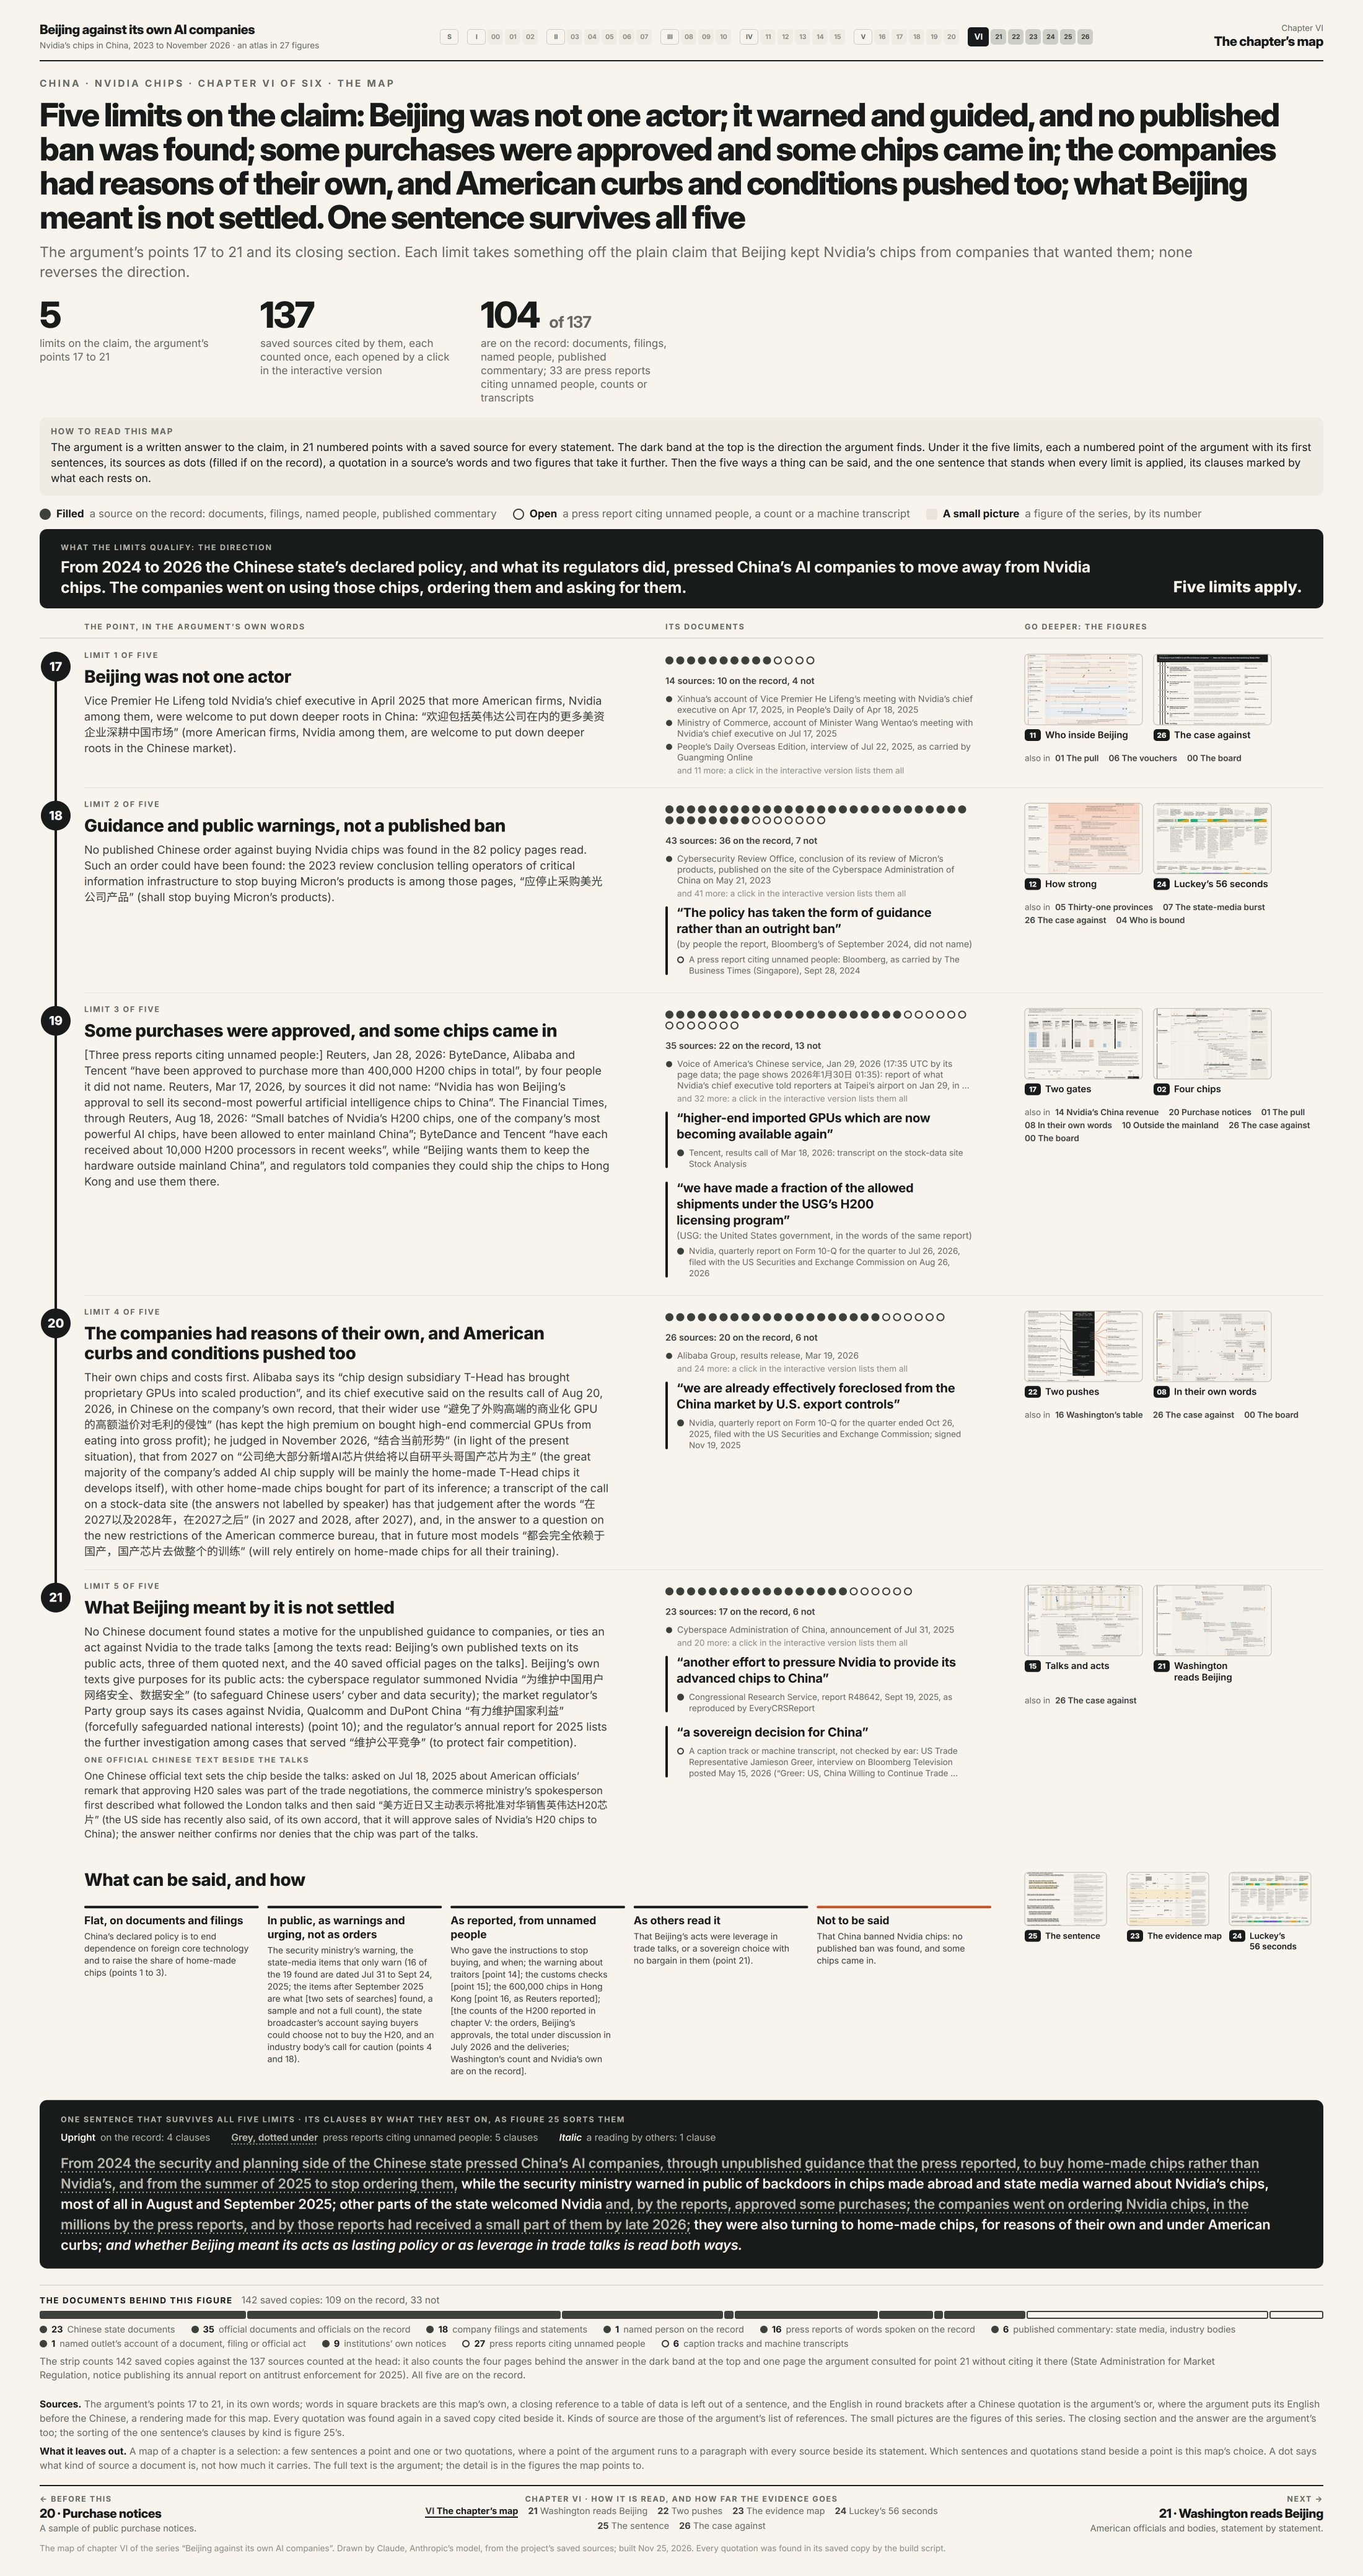 Beijing against its own AI companies
Nvidia’s chips in China, 2023 to November 2026 · an atlas in 27 figures
S I 00 01 02 II 03 04 05 06 07 III 08 09 10 IV 11 12 13 14 15 V 16 17 18 19 20 VI 21 22 23 24 25 26
Chapter VI
The chapter’s map
CHINA · NVIDIA CHIPS · CHAPTER VI OF SIX · THE MAP
Five limits on the claim: Beijing was not one actor; it warned and guided, and no published
ban was found; some purchases were approved and some chips came in; the companies
had reasons of their own, and American curbs and conditions pushed too; what Beijing
meant is not settled. One sentence survives all five
The argument’s points 17 to 21 and its closing section. Each limit takes something off the plain claim that Beijing kept Nvidia’s chips from companies that wanted them; none
reverses the direction.
5
limits on the claim, the argument’s
points 17 to 21
137
saved sources cited by them, each
counted once, each opened by a click
in the interactive version
104 of 137
are on the record: documents, filings,
named people, published
commentary; 33 are press reports
citing unnamed people, counts or
transcripts
HOW TO READ THIS MAP
The argument is a written answer to the claim, in 21 numbered points with a saved source for every statement. The dark band at the top is the direction the argument finds. Under it the five limits, each a numbered point of the argument with its first
sentences, its sources as dots (filled if on the record), a quotation in a source’s words and two figures that take it further. Then the five ways a thing can be said, and the one sentence that stands when every limit is applied, its clauses marked by
what each rests on.
Filled a source on the record: documents, filings, named people, published commentary
Open a press report citing unnamed people, a count or a machine transcript
A small picture a figure of the series, by its number
WHAT THE LIMITS QUALIFY: THE DIRECTION
From 2024 to 2026 the Chinese state’s declared policy, and what its regulators did, pressed China’s AI companies to move away from Nvidia
chips. The companies went on using those chips, ordering them and asking for them.
Five limits apply.
THE POINT, IN THE ARGUMENT’S OWN WORDS
ITS DOCUMENTS
GO DEEPER: THE FIGURES
17
LIMIT 1 OF FIVE
Beijing was not one actor
Vice Premier He Lifeng told Nvidia’s chief executive in April 2025 that more American firms, Nvidia
among them, were welcome to put down deeper roots in China: “欢迎包括英伟达公司在内的更多美资
企业深耕中国市场” (more American firms, Nvidia among them, are welcome to put down deeper
roots in the Chinese market).
14 sources: 10 on the record, 4 not
Xinhua’s account of Vice Premier He Lifeng’s meeting with Nvidia’s chief
executive on Apr 17, 2025, in People’s Daily of Apr 18, 2025
Ministry of Commerce, account of Minister Wang Wentao’s meeting with
Nvidia’s chief executive on Jul 17, 2025
People’s Daily Overseas Edition, interview of Jul 22, 2025, as carried by
Guangming Online
and 11 more: a click in the interactive version lists them all
11 Who inside Beijing
26 The case against
also in 01 The pull 06 The vouchers 00 The board
18
LIMIT 2 OF FIVE
Guidance and public warnings, not a published ban
No published Chinese order against buying Nvidia chips was found in the 82 policy pages read.
Such an order could have been found: the 2023 review conclusion telling operators of critical
information infrastructure to stop buying Micron’s products is among those pages, “应停止采购美光
公司产品” (shall stop buying Micron’s products).
43 sources: 36 on the record, 7 not
Cybersecurity Review Office, conclusion of its review of Micron’s
products, published on the site of the Cyberspace Administration of
China on May 21, 2023
and 41 more: a click in the interactive version lists them all
“The policy has taken the form of guidance
rather than an outright ban”
(by people the report, Bloomberg’s of September 2024, did not name)
A press report citing unnamed people: Bloomberg, as carried by The
Business Times (Singapore), Sept 28, 2024
12 How strong
24 Luckey’s 56 seconds
also in 05 Thirty-one provinces 07 The state-media burst
26 The case against 04 Who is bound
19
LIMIT 3 OF FIVE
Some purchases were approved, and some chips came in
[Three press reports citing unnamed people:] Reuters, Jan 28, 2026: ByteDance, Alibaba and
Tencent “have been approved to purchase more than 400,000 H200 chips in total”, by four people
it did not name. Reuters, Mar 17, 2026, by sources it did not name: “Nvidia has won Beijing’s
approval to sell its second-most powerful artificial intelligence chips to China”. The Financial Times,
through Reuters, Aug 18, 2026: “Small batches of Nvidia’s H200 chips, one of the company’s most
powerful AI chips, have been allowed to enter mainland China”; ByteDance and Tencent “have each
received about 10,000 H200 processors in recent weeks”, while “Beijing wants them to keep the
hardware outside mainland China”, and regulators told companies they could ship the chips to Hong
Kong and use them there.
35 sources: 22 on the record, 13 not
Voice of America’s Chinese service, Jan 29, 2026 (17:35 UTC by its
page data; the page shows 2026年1月30日 01:35): report of what
Nvidia’s chief executive told reporters at Taipei’s airport on Jan 29, in ...
and 32 more: a click in the interactive version lists them all
“higher-end imported GPUs which are now
becoming available again”
Tencent, results call of Mar 18, 2026: transcript on the stock-data site
Stock Analysis
“we have made a fraction of the allowed
shipments under the USG’s H200
licensing program”
(USG: the United States government, in the words of the same report)
Nvidia, quarterly report on Form 10-Q for the quarter to Jul 26, 2026,
filed with the US Securities and Exchange Commission on Aug 26,
2026
17 Two gates
02 Four chips
also in 14 Nvidia’s China revenue 20 Purchase notices 01 The pull
08 In their own words 10 Outside the mainland 26 The case against
00 The board
20
LIMIT 4 OF FIVE
The companies had reasons of their own, and American
curbs and conditions pushed too
Their own chips and costs first. Alibaba says its “chip design subsidiary T-Head has brought
proprietary GPUs into scaled production”, and its chief executive said on the results call of Aug 20,
2026, in Chinese on the company’s own record, that their wider use “避免了外购高端的商业化 GPU
的高额溢价对毛利的侵蚀” (has kept the high premium on bought high-end commercial GPUs from
eating into gross profit); he judged in November 2026, “结合当前形势” (in light of the present
situation), that from 2027 on “公司绝大部分新增AI芯片供给将以自研平头哥国产芯片为主” (the great
majority of the company’s added AI chip supply will be mainly the home-made T-Head chips it
develops itself), with other home-made chips bought for part of its inference; a transcript of the call
on a stock-data site (the answers not labelled by speaker) has that judgement after the words “在
2027以及2028年，在2027之后” (in 2027 and 2028, after 2027), and, in the answer to a question on
the new restrictions of the American commerce bureau, that in future most models “都会完全依赖于
国产，国产芯片去做整个的训练” (will rely entirely on home-made chips for all their training).
26 sources: 20 on the record, 6 not
Alibaba Group, results release, Mar 19, 2026
and 24 more: a click in the interactive version lists them all
“we are already effectively foreclosed from the
China market by U.S. export controls”
Nvidia, quarterly report on Form 10-Q for the quarter ended Oct 26,
2025, filed with the US Securities and Exchange Commission; signed
Nov 19, 2025
22 Two pushes
08 In their own words
also in 16 Washington’s table 26 The case against 00 The board
21
LIMIT 5 OF FIVE
What Beijing meant by it is not settled
No Chinese document found states a motive for the unpublished guidance to companies, or ties an
act against Nvidia to the trade talks [among the texts read: Beijing’s own published texts on its
public acts, three of them quoted next, and the 40 saved official pages on the talks]. Beijing’s own
texts give purposes for its public acts: the cyberspace regulator summoned Nvidia “为维护中国用户
网络安全、数据安全” (to safeguard Chinese users’ cyber and data security); the market regulator’s
Party group says its cases against Nvidia, Qualcomm and DuPont China “有力维护国家利益”
(forcefully safeguarded national interests) (point 10); and the regulator’s annual report for 2025 lists
the further investigation among cases that served “维护公平竞争” (to protect fair competition).
ONE OFFICIAL CHINESE TEXT BESIDE THE TALKS
One Chinese official text sets the chip beside the talks: asked on Jul 18, 2025 about American officials’
remark that approving H20 sales was part of the trade negotiations, the commerce ministry’s spokesperson
first described what followed the London talks and then said “美方近日又主动表示将批准对华销售英伟达H20芯
片” (the US side has recently also said, of its own accord, that it will approve sales of Nvidia’s H20 chips to
China); the answer neither confirms nor denies that the chip was part of the talks.
23 sources: 17 on the record, 6 not
Cyberspace Administration of China, announcement of Jul 31, 2025
and 20 more: a click in the interactive version lists them all
“another effort to pressure Nvidia to provide its
advanced chips to China”
Congressional Research Service, report R48642, Sept 19, 2025, as
reproduced by EveryCRSReport
“a sovereign decision for China”
A caption track or machine transcript, not checked by ear: US Trade
Representative Jamieson Greer, interview on Bloomberg Television
posted May 15, 2026 (“Greer: US, China Willing to Continue Trade ...
15 Talks and acts
21 Washington
reads Beijing
also in 26 The case against
What can be said, and how
Flat, on documents and filings
China’s declared policy is to end
dependence on foreign core technology
and to raise the share of home-made
chips (points 1 to 3).
In public, as warnings and
urging, not as orders
The security ministry’s warning, the
state-media items that only warn (16 of
the 19 found are dated Jul 31 to Sept 24,
2025; the items after September 2025
are what [two sets of searches] found, a
sample and not a full count), the state
broadcaster’s account saying buyers
could choose not to buy the H20, and an
industry body’s call for caution (points 4
and 18).
As reported, from unnamed
people
Who gave the instructions to stop
buying, and when; the warning about
traitors [point 14]; the customs checks
[point 15]; the 600,000 chips in Hong
Kong [point 16, as Reuters reported];
[the counts of the H200 reported in
chapter V: the orders, Beijing’s
approvals, the total under discussion in
July 2026 and the deliveries;
Washington’s count and Nvidia’s own
are on the record].
As others read it
That Beijing’s acts were leverage in
trade talks, or a sovereign choice with
no bargain in them (point 21).
Not to be said
That China banned Nvidia chips: no
published ban was found, and some
chips came in.
25 The sentence
23 The evidence map
24 Luckey’s
56 seconds
ONE SENTENCE THAT SURVIVES ALL FIVE LIMITS · ITS CLAUSES BY WHAT THEY REST ON, AS FIGURE 25 SORTS THEM
Upright on the record: 4 clauses Grey, dotted under press reports citing unnamed people: 5 clauses Italic a reading by others: 1 clause
From 2024 the security and planning side of the Chinese state pressed China’s AI companies, through unpublished guidance that the press reported, to buy home-made chips rather than
Nvidia’s, and from the summer of 2025 to stop ordering them, while the security ministry warned in public of backdoors in chips made abroad and state media warned about Nvidia’s chips,
most of all in August and September 2025; other parts of the state welcomed Nvidia and, by the reports, approved some purchases; the companies went on ordering Nvidia chips, in the
millions by the press reports, and by those reports had received a small part of them by late 2026; they were also turning to home-made chips, for reasons of their own and under American
curbs; and whether Beijing meant its acts as lasting policy or as leverage in trade talks is read both ways.
THE DOCUMENTS BEHIND THIS FIGURE 142 saved copies: 109 on the record, 33 not
23 Chinese state documents 35 official documents and officials on the record 18 company filings and statements 1 named person on the record 16 press reports of words spoken on the record 6 published commentary: state media, industry bodies
1 named outlet’s account of a document, filing or official act 9 institutions’ own notices 27 press reports citing unnamed people 6 caption tracks and machine transcripts
The strip counts 142 saved copies against the 137 sources counted at the head: it also counts the four pages behind the answer in the dark band at the top and one page the argument consulted for point 21 without citing it there (State Administration for Market
Regulation, notice publishing its annual report on antitrust enforcement for 2025). All five are on the record.
Sources. The argument’s points 17 to 21, in its own words; words in square brackets are this map’s own, a closing reference to a table of data is left out of a sentence, and the English in round brackets after a Chinese quotation is the argument’s or, where the argument puts its English
before the Chinese, a rendering made for this map. Every quotation was found again in a saved copy cited beside it. Kinds of source are those of the argument’s list of references. The small pictures are the figures of this series. The closing section and the answer are the argument’s
too; the sorting of the one sentence’s clauses by kind is figure 25’s.
What it leaves out. A map of a chapter is a selection: a few sentences a point and one or two quotations, where a point of the argument runs to a paragraph with every source beside its statement. Which sentences and quotations stand beside a point is this map’s choice. A dot says
what kind of source a document is, not how much it carries. The full text is the argument; the detail is in the figures the map points to.
← BEFORE THIS
20 · Purchase notices
A sample of public purchase notices.
CHAPTER VI · HOW IT IS READ, AND HOW FAR THE EVIDENCE GOES
VI The chapter’s map 21 Washington reads Beijing 22 Two pushes 23 The evidence map 24 Luckey’s 56 seconds
25 The sentence 26 The case against
NEXT →
21 · Washington reads Beijing
American officials and bodies, statement by statement.
The map of chapter VI of the series “Beijing against its own AI companies”. Drawn by Claude, Anthropic’s model, from the project’s saved sources; built Nov 25, 2026. Every quotation was found in its saved copy by the build script.